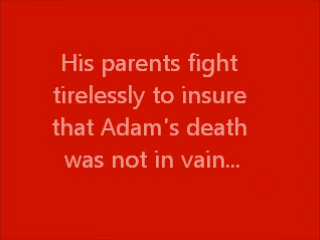 His parents fight
tirelessly to insure
that Adam's death
was not in vain...